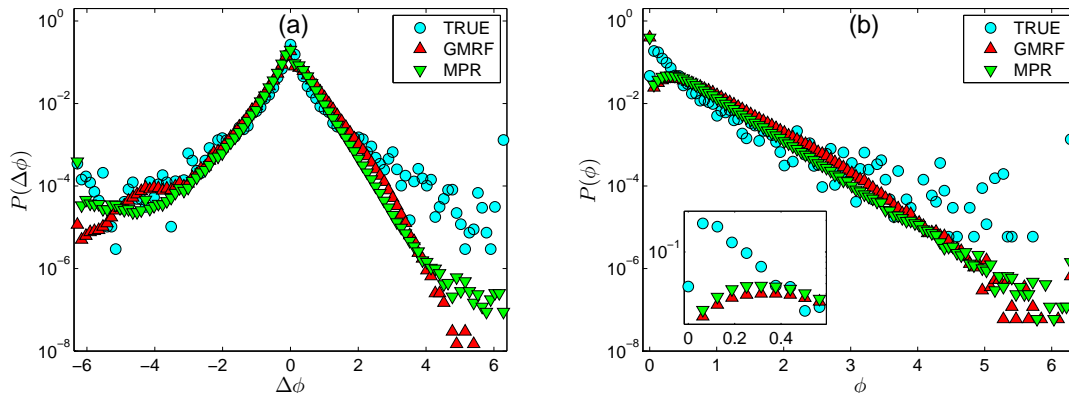 (a)
TRUE
GMRF
MPR
10^0
10^-2
10^-4
10^-6
10^-8
P(Δϕ)
−6 −4 −2 0 2 4 6
Δϕ
(b)
TRUE
GMRF
MPR
10^0
10^-2
10^-4
10^-6
10^-8
P(ϕ)
10^-1
0 0.2 0.4
0 1 2 3 4 5 6
ϕ